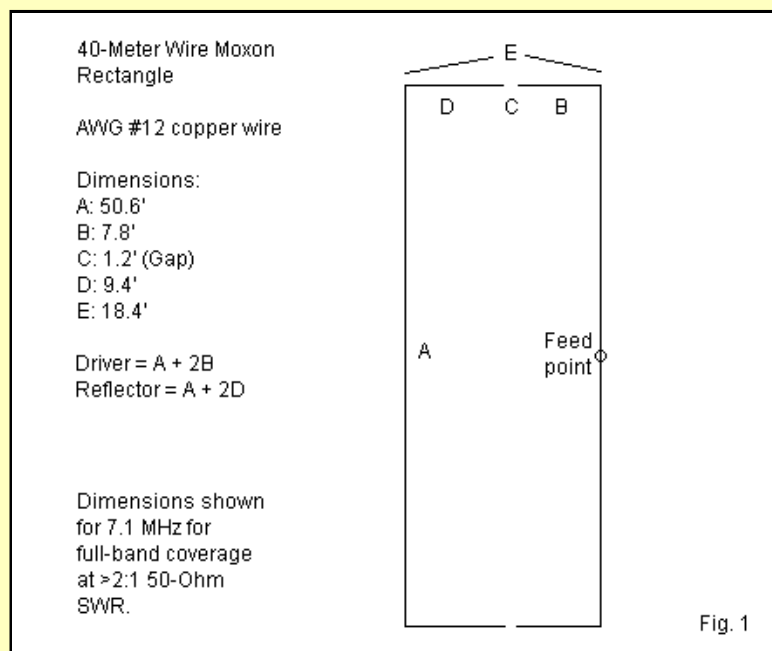 40-Meter Wire Moxon
Rectangle
AWG #12 copper wire
Dimensions:
A: 50.6'
B: 7.8'
C: 1.2' (Gap)
D: 9.4'
E: 18.4'
Driver = A + 2B
Reflector = A + 2D
Dimensions shown
for 7.1 MHz for
full-band coverage
at >2:1 50-Ohm
SWR.
E
D C B
A
Feed
point
Fig. 1